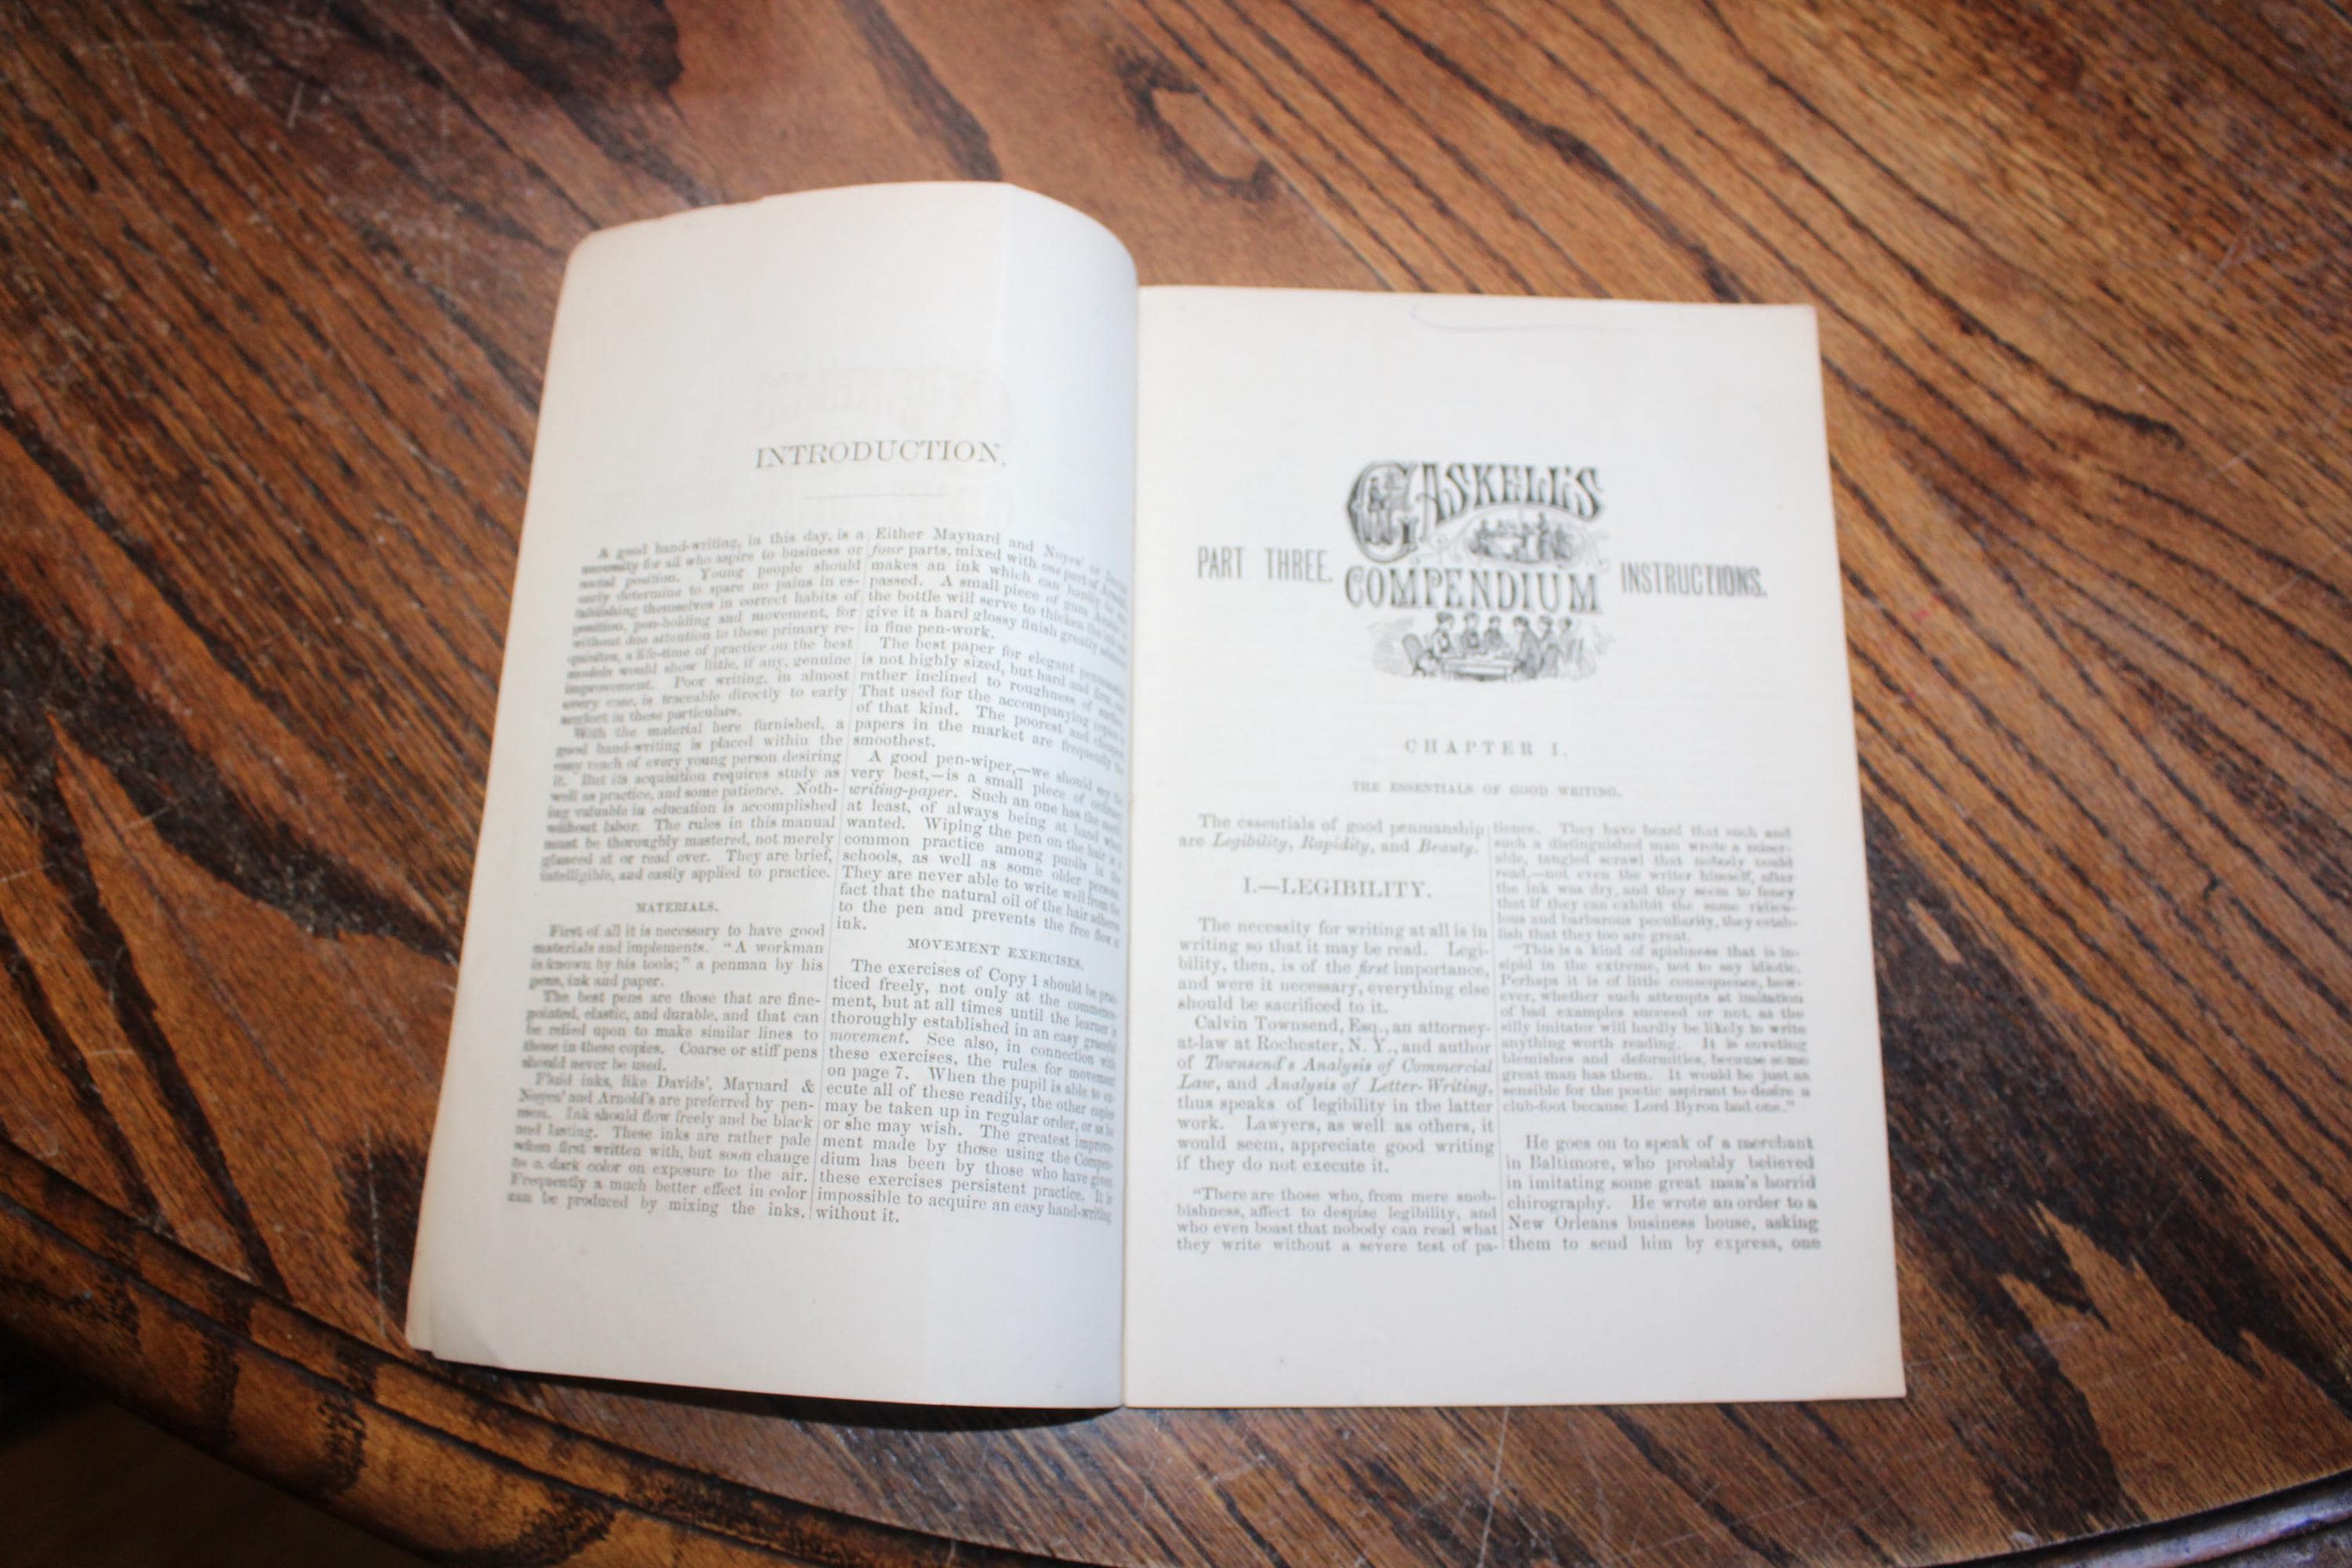 INTRODUCTION.
A good hand-writing, in this day, is a
necessity for all who aspire to business or
social position. Young people should
early determine to spare no pains in es-
tablishing themselves in correct habits of
position, pen-holding and movement, for
without due attention to these primary re-
quisites, a life-time of practice on the best
models would show little, if any, genuine
improvement. Poor writing, in almost
every case, is traceable directly to early
neglect in these particulars.
With the material here furnished, a
good hand-writing is placed within the
easy reach of every young person desiring
it. But its acquisition requires study as
well as practice, and some patience. Noth-
ing valuable in education is accomplished
without labor. The rules in this manual
must be thoroughly mastered, not merely
glanced at or read over. They are brief,
intelligible, and easily applied to practice.
MATERIALS.
First of all it is necessary to have good
materials and implements. "A workman
is known by his tools;" a penman by his
pens, ink and paper.
The best pens are those that are fine-
pointed, elastic, and durable, and that can
be relied upon to make similar lines to
those in these copies. Coarse or stiff pens
should never be used.
Fluid inks, like Davids', Maynard &
Noyes' and Arnold's are preferred by pen-
men. Ink should flow freely and be black
and lasting. These inks are rather pale
when first written with, but soon change
to a dark color on exposure to the air.
Frequently a much better effect in color
can be produced by mixing the inks.
Either Maynard and Noyes' or
four parts, mixed with one part of
makes an ink which can hardly be
passed. A small piece of gum
the bottle will serve to thicken the ink
give it a hard glossy finish greatly
in fine pen-work.
The best paper for elegant penmanship
is not highly sized, but hard and firm,
rather inclined to roughness of surface.
That used for the accompanying copies is
of that kind. The poorest and cheapest
papers in the market are frequently the
smoothest.
A good pen-wiper,—we should say the
very best,—is a small piece of ordinary
writing-paper. Such an one has the merit,
at least, of always being at hand when
wanted. Wiping the pen on the hair is a
common practice among pupils in the
schools, as well as some older persons.
They are never able to write well from the
fact that the natural oil of the hair adheres
to the pen and prevents the free flow of
ink.
MOVEMENT EXERCISES.
The exercises of Copy 1 should be prac-
ticed freely, not only at the commence-
ment, but at all times until the learner is
thoroughly established in an easy graceful
movement. See also, in connection with
these exercises, the rules for movement
on page 7. When the pupil is able to ex-
ecute all of these readily, the other copies
may be taken up in regular order, or as he
or she may wish. The greatest improve-
ment made by those using the Compen-
dium has been by those who have given
these exercises persistent practice. It is
impossible to acquire an easy hand-writing
without it.
PART THREE. GASKELL'S COMPENDIUM INSTRUCTIONS.
CHAPTER I.
THE ESSENTIALS OF GOOD WRITING.
The essentials of good penmanship
are Legibility, Rapidity, and Beauty.
I.—LEGIBILITY.
The necessity for writing at all is in
writing so that it may be read. Legi-
bility, then, is of the first importance,
and were it necessary, everything else
should be sacrificed to it.
Calvin Townsend, Esq., an attorney-
at-law at Rochester, N. Y., and author
of Townsend's Analysis of Commercial
Law, and Analysis of Letter-Writing,
thus speaks of legibility in the latter
work. Lawyers, as well as others, it
would seem, appreciate good writing
if they do not execute it.
"There are those who, from mere snob-
bishness, affect to despise legibility, and
who even boast that nobody can read what
they write without a severe test of pa-
tience. They have heard that such and
such a distinguished man wrote a miser-
able, tangled scrawl that nobody could
read,—not even the writer himself, after
the ink was dry, and they seem to fancy
that if they can exhibit the same ridicu-
lous and barbarous peculiarity, they estab-
lish that they too are great.
"This is a kind of apishness that is in-
sipid in the extreme, not to say idiotic.
Perhaps it is of little consequence, how-
ever, whether such attempts at imitation
of bad examples succeed or not, as the
silly imitator will hardly be likely to write
anything worth reading. It is coveting
blemishes and deformities, because some
great man has them. It would be just as
sensible for the poetic aspirant to desire a
club-foot because Lord Byron had one."
He goes on to speak of a merchant
in Baltimore, who probably believed
in imitating some great man's horrid
chirography. He wrote an order to a
New Orleans business house, asking
them to send him by express, one